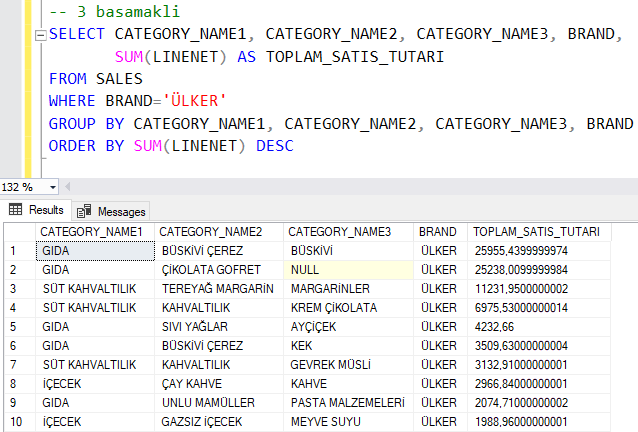 -- 3 basamakli
SELECT CATEGORY_NAME1, CATEGORY_NAME2, CATEGORY_NAME3, BRAND,
SUM(LINENET) AS TOPLAM_SATIS_TUTARI
FROM SALES
WHERE BRAND='ÜLKER'
GROUP BY CATEGORY_NAME1, CATEGORY_NAME2, CATEGORY_NAME3, BRAND
ORDER BY SUM(LINENET) DESC
132 %
Results Messages
CATEGORY_NAME1 CATEGORY_NAME2 CATEGORY_NAME3 BRAND TOPLAM_SATIS_TUTARI
1 GIDA BÜSKİVİ ÇEREZ BÜSKİVİ ÜLKER 25955,4399999974
2 GIDA ÇİKOLATA GOFRET NULL ÜLKER 25238,0099999984
3 SÜT KAHVALTILIK TEREYAĞ MARGARİN MARGARİNLER ÜLKER 11231,9500000002
4 SÜT KAHVALTILIK KAHVALTILIK KREM ÇİKOLATA ÜLKER 6975,53000000014
5 GIDA SIVI YAĞLAR AYÇİÇEK ÜLKER 4232,66
6 GIDA BÜSKİVİ ÇEREZ KEK ÜLKER 3509,63000000004
7 SÜT KAHVALTILIK KAHVALTILIK GEVREK MÜSLİ ÜLKER 3132,91000000001
8 İÇECEK ÇAY KAHVE KAHVE ÜLKER 2966,84000000001
9 GIDA UNLU MAMÜLLER PASTA MALZEMELERİ ÜLKER 2074,71000000002
10 İÇECEK GAZSIZ İÇECEK MEYVE SUYU ÜLKER 1988,96000000001